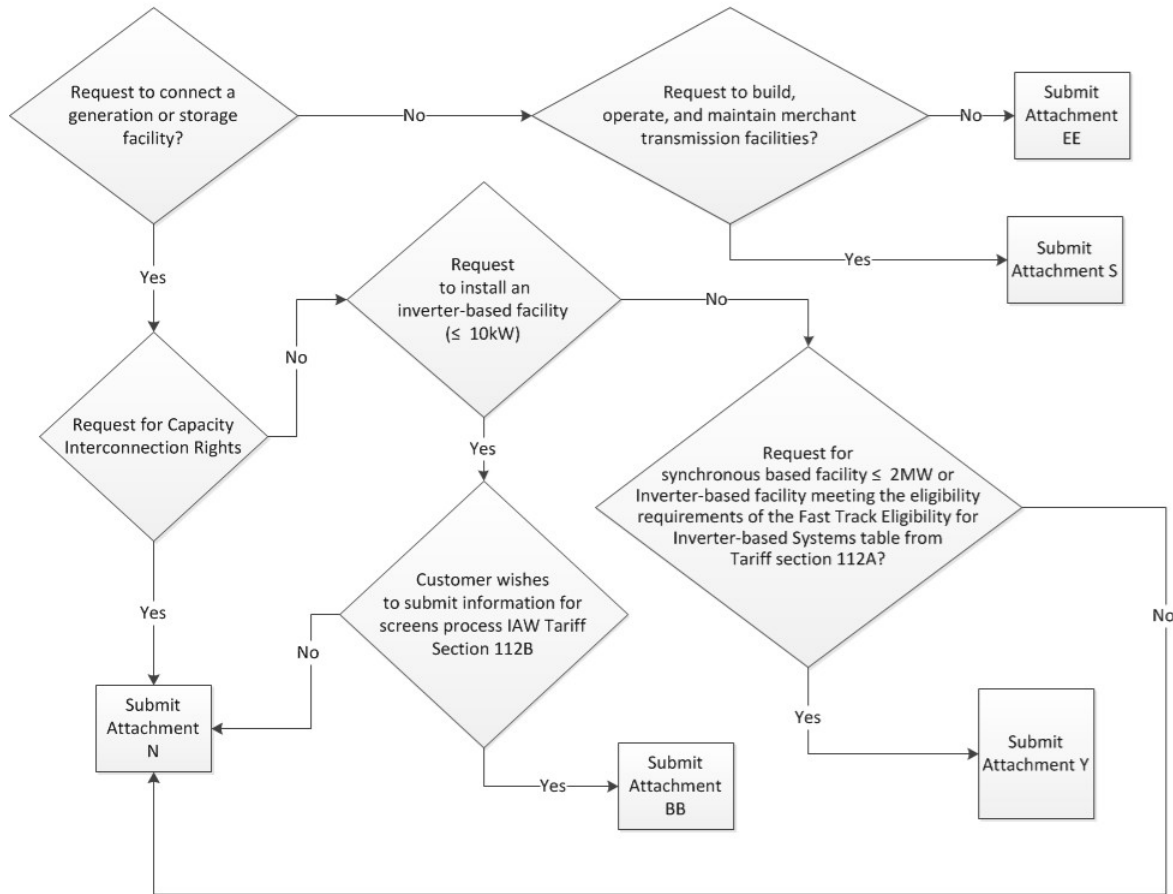 Request to connect a
generation or storage
facility?
No
Request to build,
operate, and maintain merchant
transmission facilities?
No
Submit
Attachment
EE
Yes
Submit
Attachment S
Yes
Request
to install an
inverter-based facility
(≤ 10kW)
No
No
Request for Capacity
Interconnection Rights
Yes
Request for
synchronous based facility ≤ 2MW or
Inverter-based facility meeting the eligibility
requirements of the Fast Track Eligibility for
Inverter-based Systems table from
Tariff section 112A?
Customer wishes
to submit information for
screens process IAW Tariff
Section 112B
Yes
No
No
Submit
Attachment
N
Yes
Submit
Attachment Y
Yes
Submit
Attachment
BB